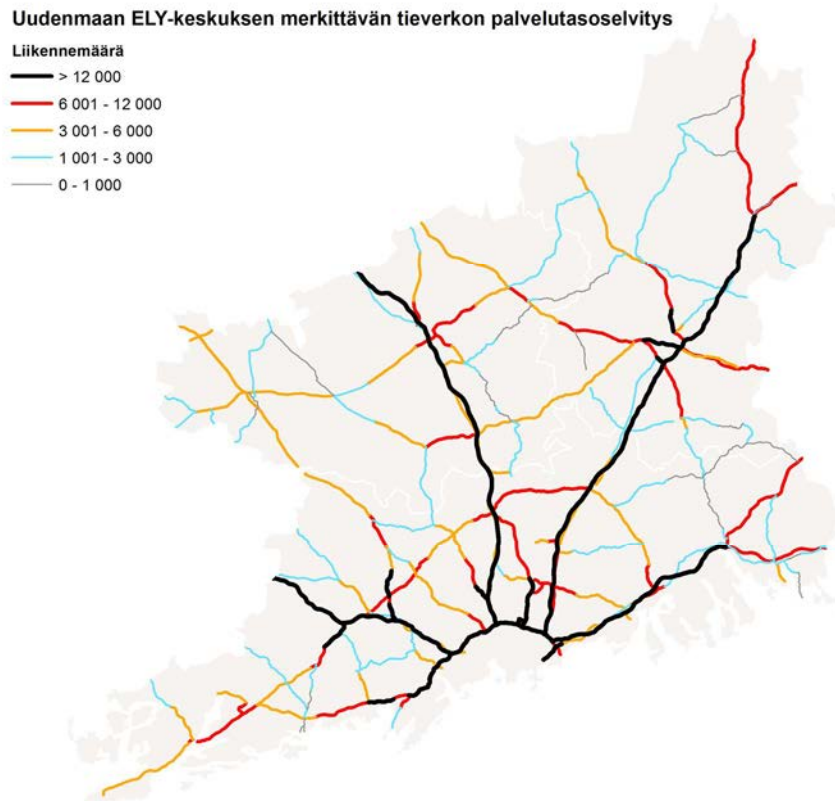 Uudenmaan ELY-keskuksen merkittävän tieverkon palvelutasoselvitys
Liikennemäärä
> 12 000
6 001 - 12 000
3 001 - 6 000
1 001 - 3 000
0 - 1 000